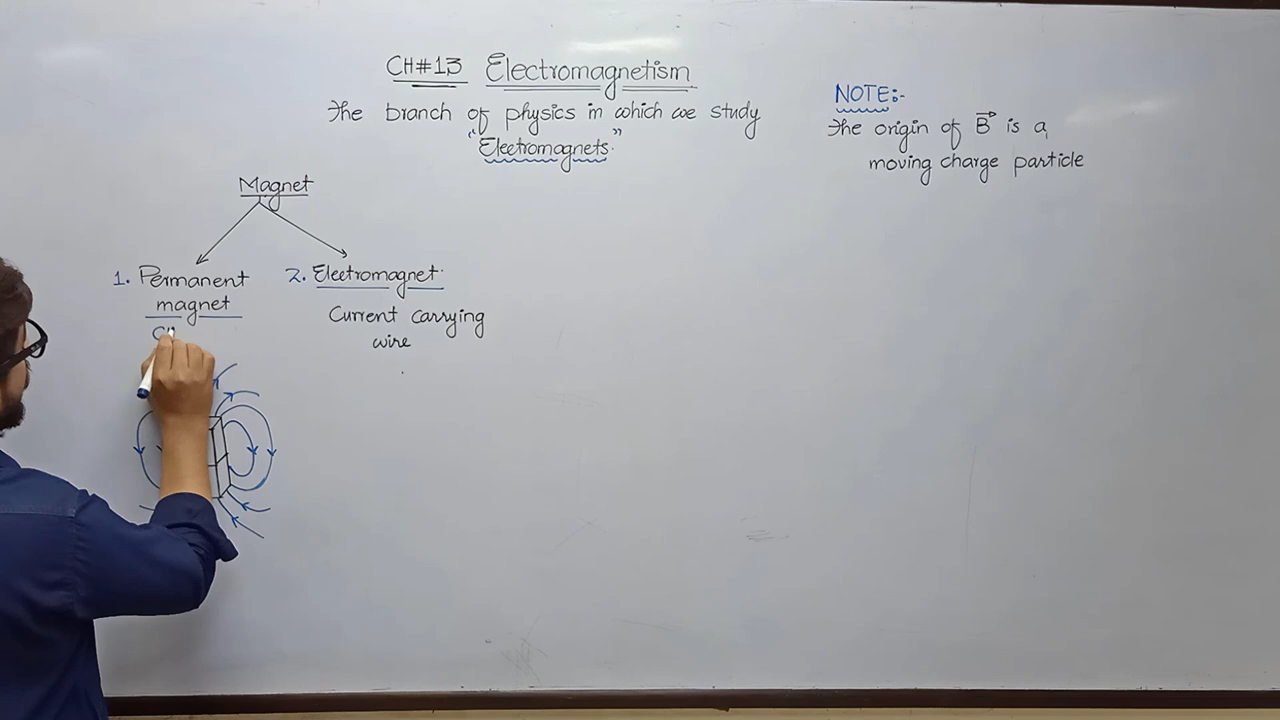 CH#13 Electromagnetism
The branch of physics in which we study
"Electromagnets."
NOTE:-
The origin of B⃗ is a
moving charge particle
Magnet
1. Permanent
magnet
2. Electromagnet.
Current carrying
wire